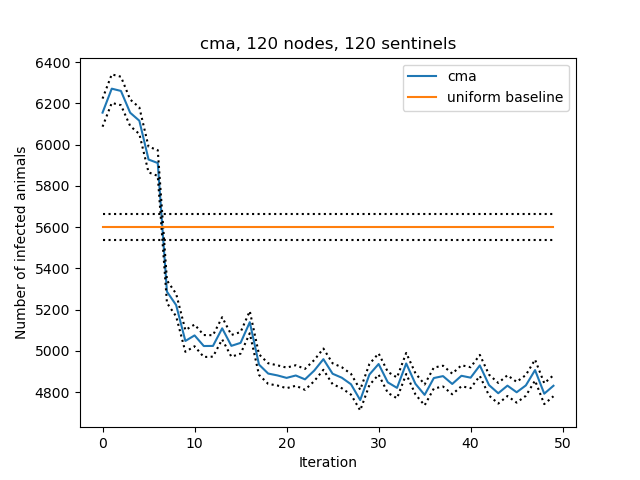 cma, 120 nodes, 120 sentinels
cma
uniform baseline
Number of infected animals
6400
6200
6000
5800
5600
5400
5200
5000
4800
0 10 20 30 40 50
Iteration